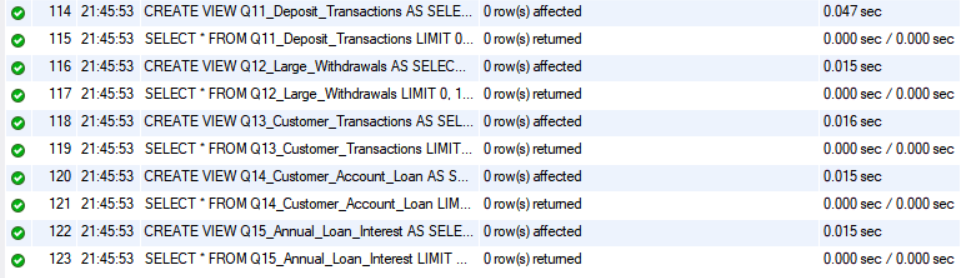 114 21:45:53 CREATE VIEW Q11_Deposit_Transactions AS SELE... 0 row(s) affected 0.047 sec
115 21:45:53 SELECT * FROM Q11_Deposit_Transactions LIMIT 0... 0 row(s) returned 0.000 sec / 0.000 sec
116 21:45:53 CREATE VIEW Q12_Large_Withdrawals AS SELEC... 0 row(s) affected 0.015 sec
117 21:45:53 SELECT * FROM Q12_Large_Withdrawals LIMIT 0, 1... 0 row(s) returned 0.000 sec / 0.000 sec
118 21:45:53 CREATE VIEW Q13_Customer_Transactions AS SEL... 0 row(s) affected 0.016 sec
119 21:45:53 SELECT * FROM Q13_Customer_Transactions LIMIT... 0 row(s) returned 0.000 sec / 0.000 sec
120 21:45:53 CREATE VIEW Q14_Customer_Account_Loan AS S... 0 row(s) affected 0.015 sec
121 21:45:53 SELECT * FROM Q14_Customer_Account_Loan LIM... 0 row(s) returned 0.000 sec / 0.000 sec
122 21:45:53 CREATE VIEW Q15_Annual_Loan_Interest AS SELE... 0 row(s) affected 0.015 sec
123 21:45:53 SELECT * FROM Q15_Annual_Loan_Interest LIMIT ... 0 row(s) returned 0.000 sec / 0.000 sec